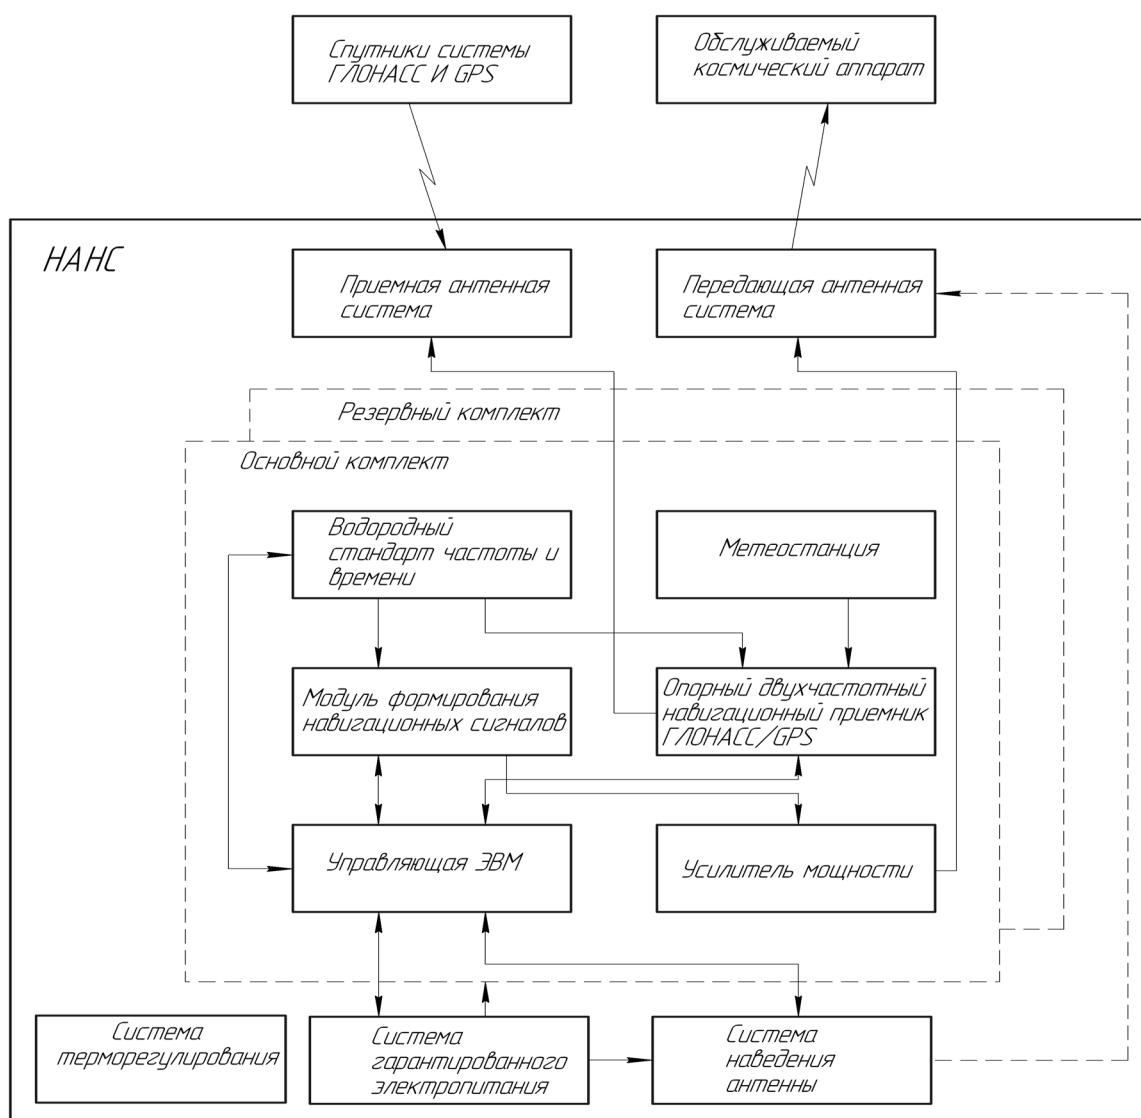 Спутники системы
ГЛОНАСС И GPS
Обслуживаемый
космический аппарат
НАНС
Приемная антенная
система
Передающая антенная
система
Резервный комплект
Основной комплект
Водородный
стандарт частоты и
времени
Метеостанция
Модуль формирования
навигационных сигналов
Опорный двухчастотный
навигационный приемник
ГЛОНАСС/GPS
Управляющая ЭВМ
Усилитель мощности
Система
терморегулирования
Система
гарантированного
электропитания
Система
наведения
антенны